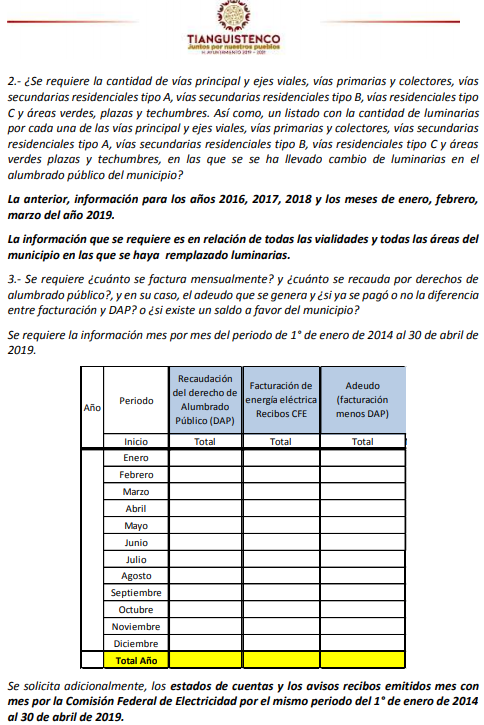 TIANGUISTENCO
Juntos por nuestros pueblos
H. AYUNTAMIENTO 2019 - 2021
2.- ¿Se requiere la cantidad de vías principal y ejes viales, vías primarias y colectores, vías
secundarias residenciales tipo A, vías secundarias residenciales tipo B, vías residenciales tipo
C y áreas verdes, plazas y techumbres. Así como, un listado con la cantidad de luminarias
por cada una de las vías principal y ejes viales, vías primarias y colectores, vías secundarias
residenciales tipo A, vías secundarias residenciales tipo B, vías residenciales tipo C y áreas
verdes plazas y techumbres, en las que se se ha llevado cambio de luminarias en el
alumbrado público del municipio?
La anterior, información para los años 2016, 2017, 2018 y los meses de enero, febrero,
marzo del año 2019.
La información que se requiere es en relación de todas las vialidades y todas las áreas del
municipio en las que se haya remplazado luminarias.
3.- Se requiere ¿cuánto se factura mensualmente? y ¿cuánto se recauda por derechos de
alumbrado público?, y en su caso, el adeudo que se genera y ¿si ya se pagó o no la diferencia
entre facturación y DAP? o ¿si existe un saldo a favor del municipio?
Se requiere la información mes por mes del periodo de 1° de enero de 2014 al 30 de abril de
2019.
Año
Periodo
Recaudación
del derecho de
Alumbrado
Público (DAP)
Facturación de
energía eléctrica
Recibos CFE
Adeudo
(facturación
menos DAP)
Inicio Total Total Total
Enero
Febrero
Marzo
Abril
Mayo
Junio
Julio
Agosto
Septiembre
Octubre
Noviembre
Diciembre
Total Año
Se solicita adicionalmente, los estados de cuentas y los avisos recibos emitidos mes con
mes por la Comisión Federal de Electricidad por el mismo periodo del 1° de enero de 2014
al 30 de abril de 2019.